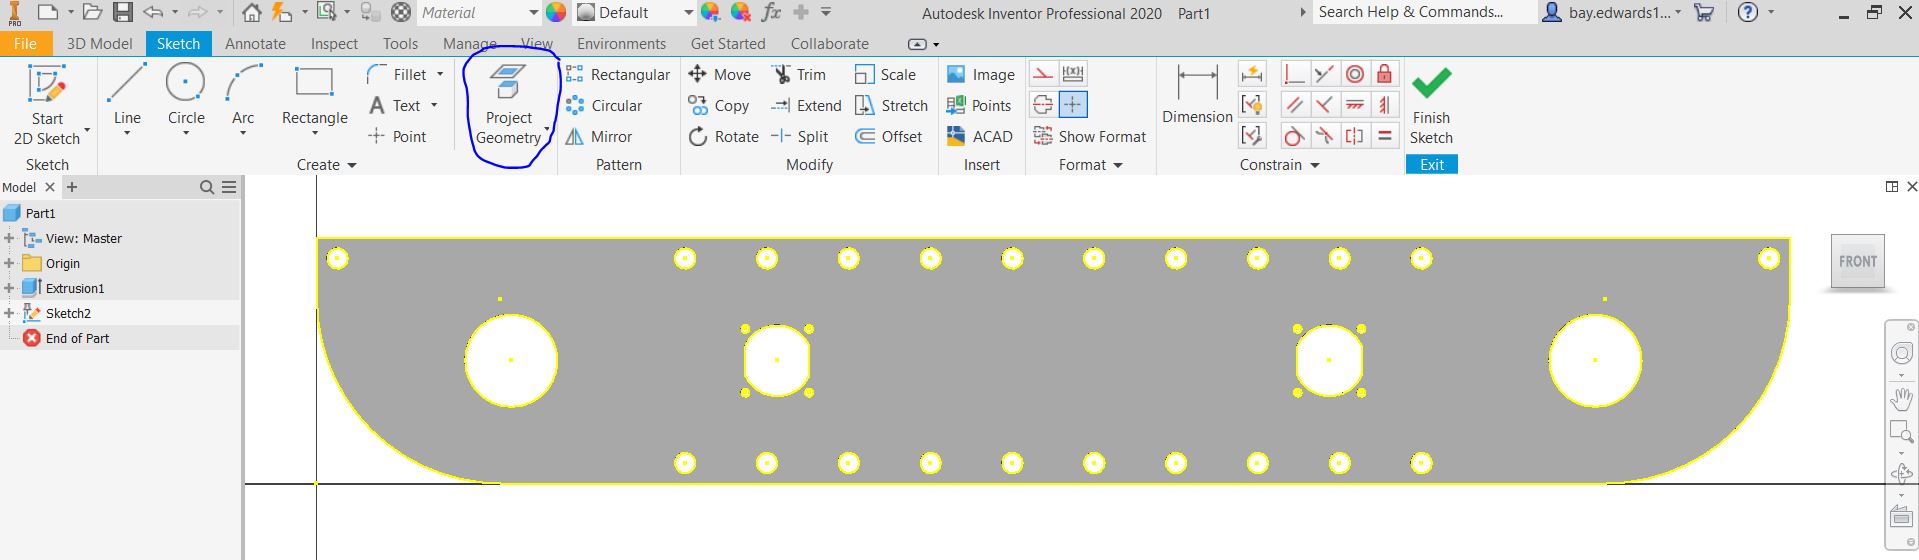 PRO
Material
Default
fx
Autodesk Inventor Professional 2020 Part1
Search Help & Commands...
bay.edwards1...
File
3D Model
Sketch
Annotate
Inspect
Tools
Manage
View
Environments
Get Started
Collaborate
Start
2D Sketch
Line
Circle
Arc
Rectangle
Fillet
A Text
Point
Project
Geometry
Rectangular
Circular
Mirror
Move
Copy
Rotate
Trim
Extend
Split
Scale
Stretch
Offset
Image
Points
ACAD
Show Format
Dimension
Finish
Sketch
Sketch
Create
Pattern
Modify
Insert
Format
Constrain
Exit
Model
Part1
View: Master
Origin
Extrusion1
Sketch2
End of Part
FRONT